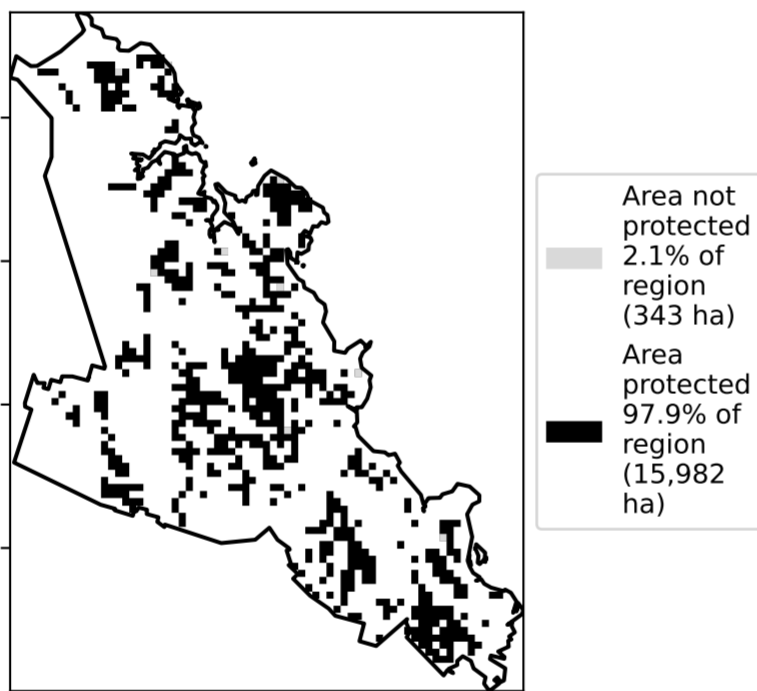 Area not
protected
2.1% of
region
(343 ha)
Area
protected
97.9% of
region
(15,982
ha)